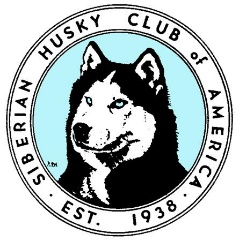 SIBERIAN HUSKY CLUB of AMERICA
· EST. 1938 ·